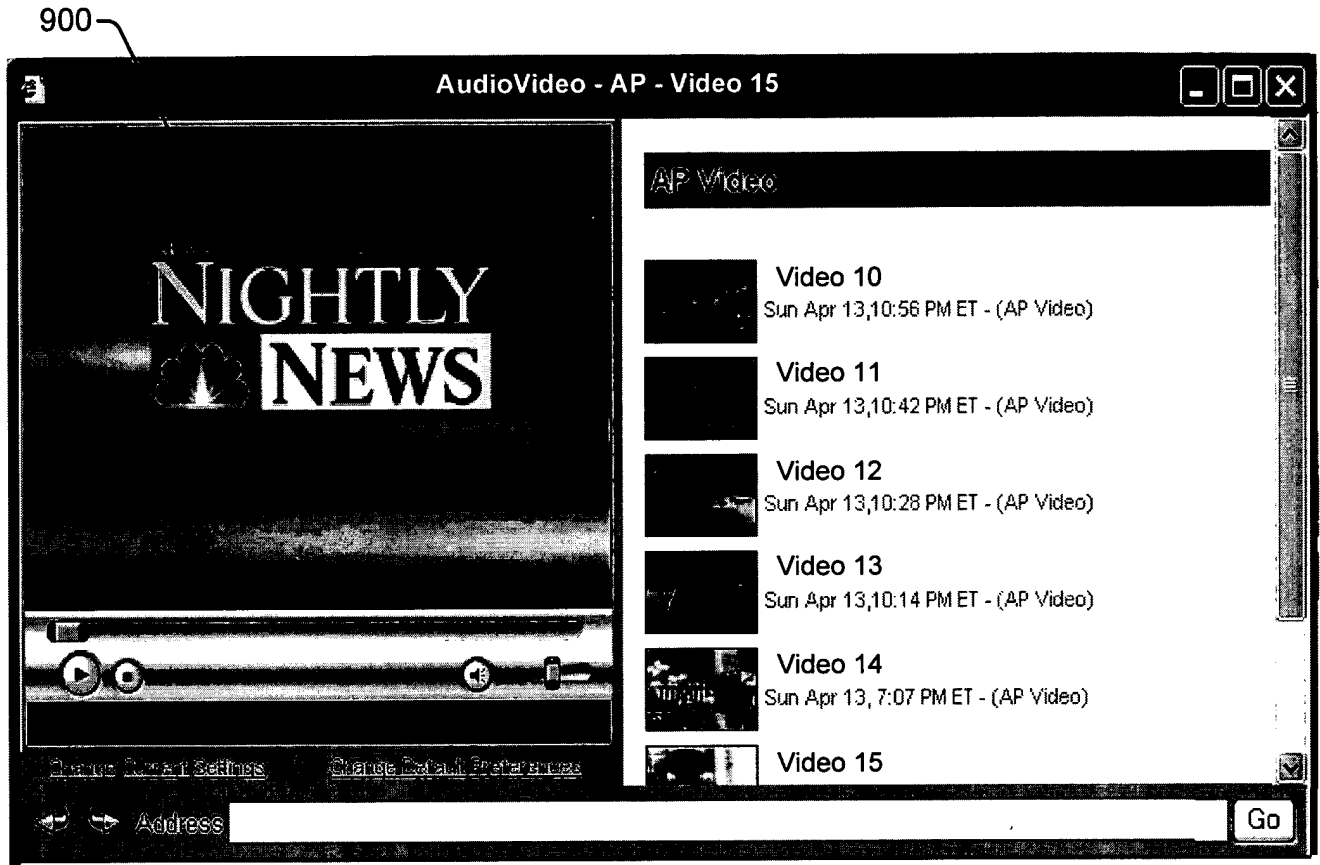 900
AudioVideo - AP - Video 15
NIGHTLY
NEWS
AP Video
Video 10
Sun Apr 13,10:56 PM ET - (AP Video)
Video 11
Sun Apr 13,10:42 PM ET - (AP Video)
Video 12
Sun Apr 13,10:28 PM ET - (AP Video)
Video 13
Sun Apr 13,10:14 PM ET - (AP Video)
Video 14
Sun Apr 13, 7:07 PM ET - (AP Video)
Video 15
Change Current Settings Change Default Preferences
Address Go